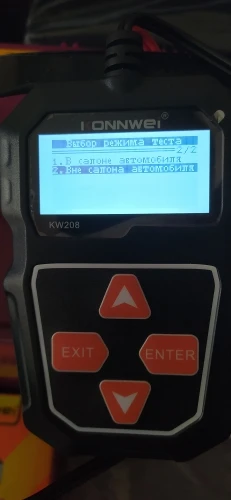 KONNWEI
Выбор режима теста
2/2
1.В салоне автомобиля
2.Вне салона автомобиля
KW208
EXIT
ENTER